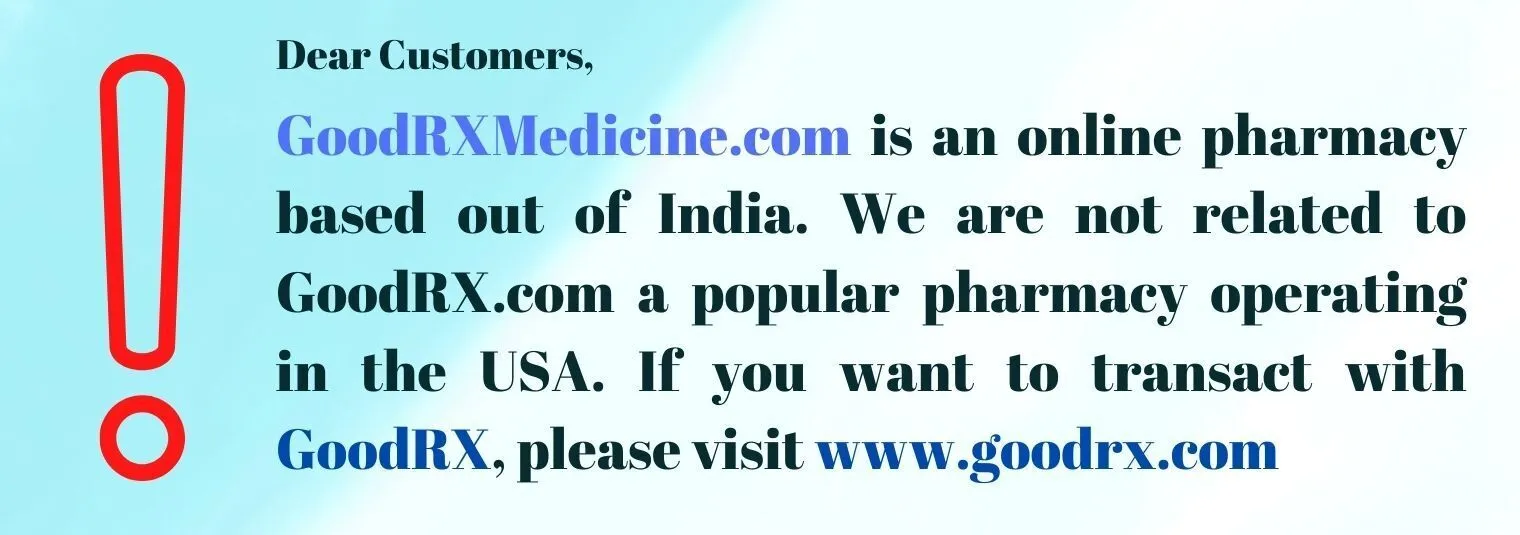 Dear Customers,
GoodRXMedicine.com is an online pharmacy
based out of India. We are not related to
GoodRX.com a popular pharmacy operating
in the USA. If you want to transact with
GoodRX, please visit www.goodrx.com